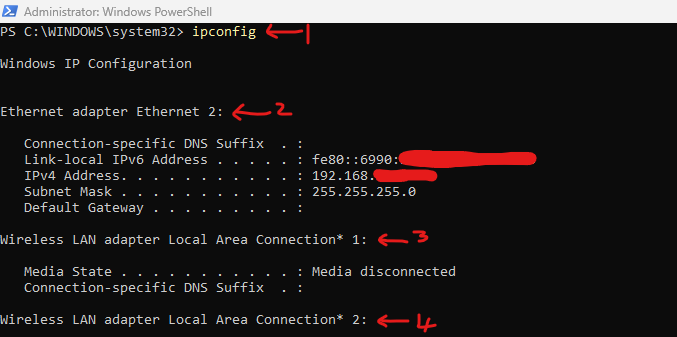 Administrator: Windows PowerShell
PS C:\WINDOWS\system32> ipconfig 1
Windows IP Configuration
Ethernet adapter Ethernet 2: 2
Connection-specific DNS Suffix . :
Link-local IPv6 Address . . . . . : fe80::6990:
IPv4 Address. . . . . . . . . . . : 192.168.
Subnet Mask . . . . . . . . . . . : 255.255.255.0
Default Gateway . . . . . . . . . :
Wireless LAN adapter Local Area Connection* 1: 3
Media State . . . . . . . . . . . : Media disconnected
Connection-specific DNS Suffix . :
Wireless LAN adapter Local Area Connection* 2: 4